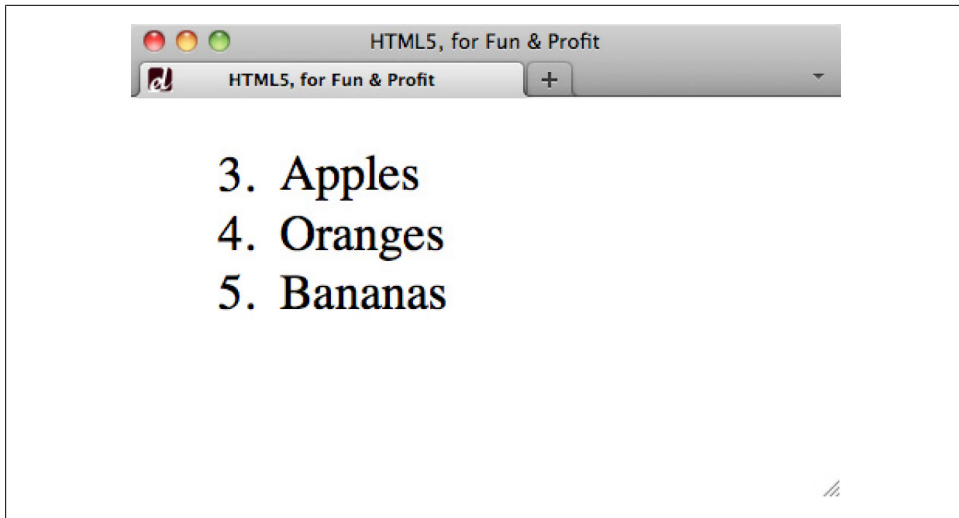 HTML5, for Fun & Profit
HTML5, for Fun & Profit
3. Apples
4. Oranges
5. Bananas